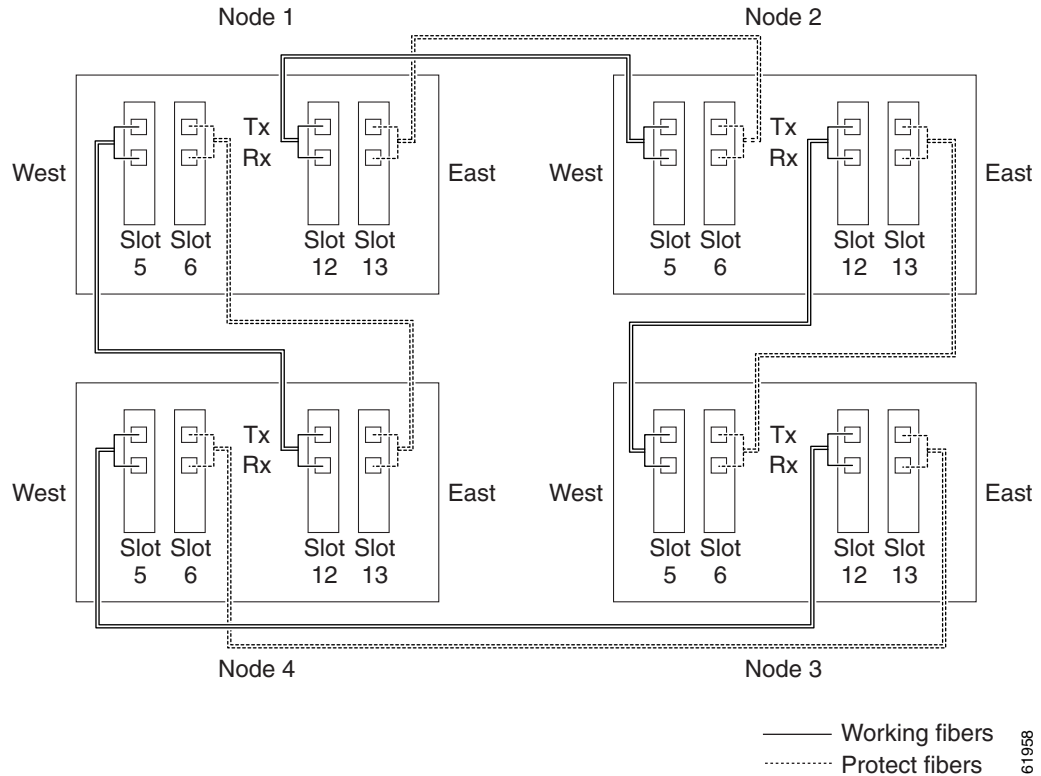 Node 1
Node 2
West
Tx
Rx
East
Slot 5
Slot 6
Slot 12
Slot 13
West
Tx
Rx
East
Slot 5
Slot 6
Slot 12
Slot 13
West
Tx
Rx
East
Slot 5
Slot 6
Slot 12
Slot 13
West
Tx
Rx
East
Slot 5
Slot 6
Slot 12
Slot 13
Node 4
Node 3
Working fibers
Protect fibers
61958